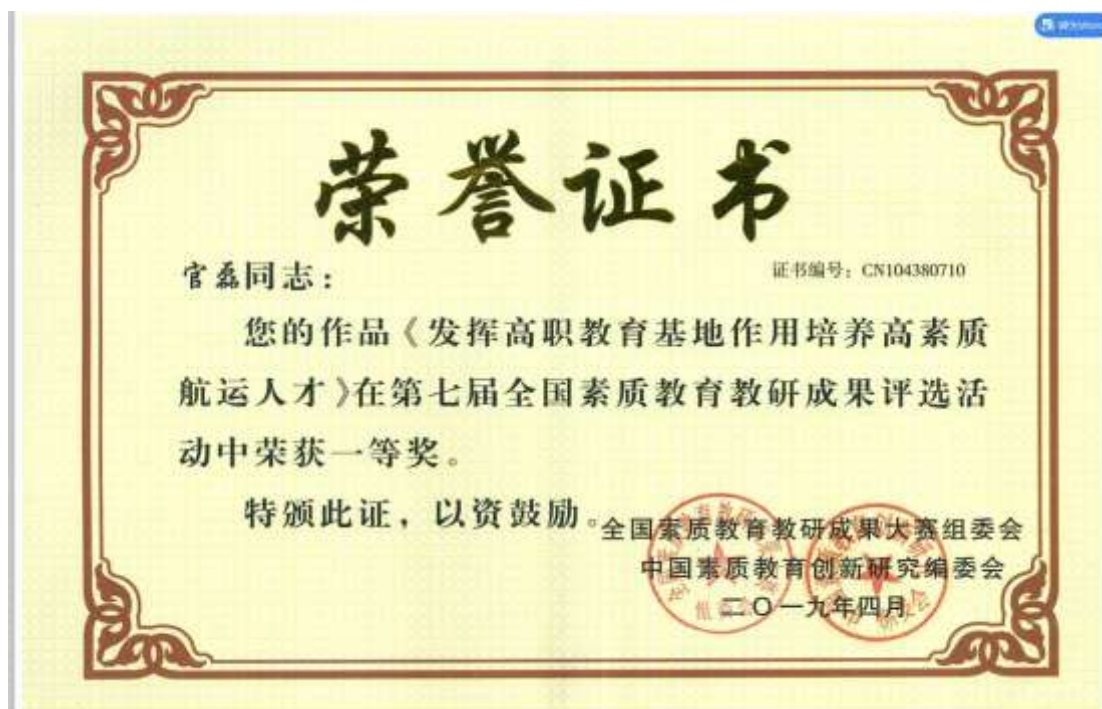 荣誉证书
官磊同志：
证书编号：CN104380710
您的作品《发挥高职教育基地作用培养高素质
航运人才》在第七届全国素质教育教研成果评选活
动中荣获一等奖。
特颁此证，以资鼓励。
全国素质教育教研成果大赛组委会
中国素质教育创新研究编委会
二〇一九年四月